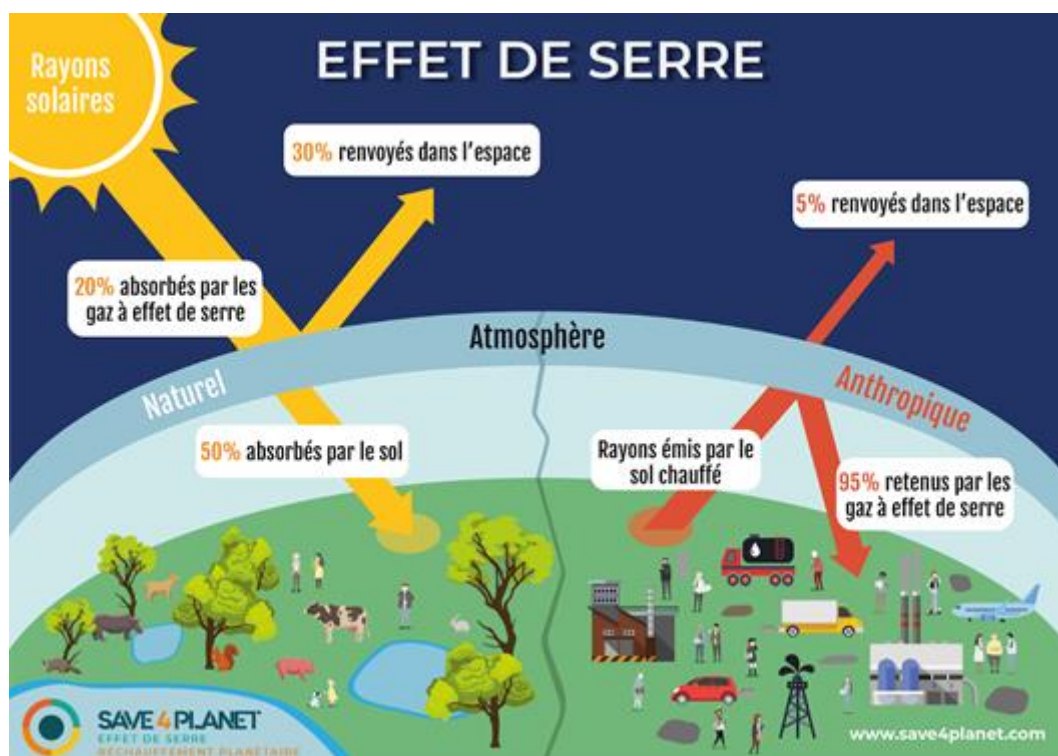 EFFET DE SERRE
Rayons
solaires
30% renvoyés dans l'espace
5% renvoyés dans l'espace
20% absorbés par les
gaz à effet de serre
Atmosphère
Naturel
Anthropique
50% absorbés par le sol
Rayons émis par le
sol chauffé
95% retenus par les
gaz à effet de serre
SAVE4PLANET
EFFET DE SERRE
RÉCHAUFFEMENT PLANÉTAIRE
www.save4planet.com